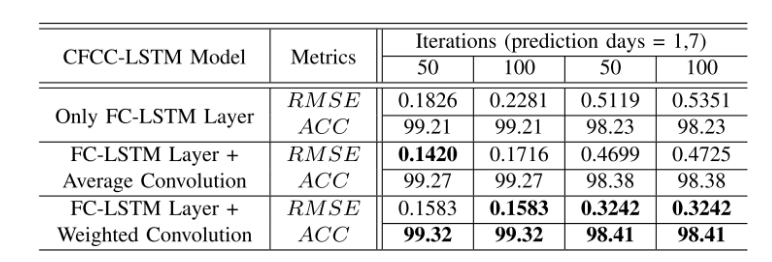 CFCC-LSTM Model Metrics Iterations (prediction days = 1,7)
50 100 50 100
Only FC-LSTM Layer RMSE 0.1826 0.2281 0.5119 0.5351
ACC 99.21 99.21 98.23 98.23
FC-LSTM Layer + RMSE 0.1420 0.1716 0.4699 0.4725
Average Convolution ACC 99.27 99.27 98.38 98.38
FC-LSTM Layer + RMSE 0.1583 0.1583 0.3242 0.3242
Weighted Convolution ACC 99.32 99.32 98.41 98.41